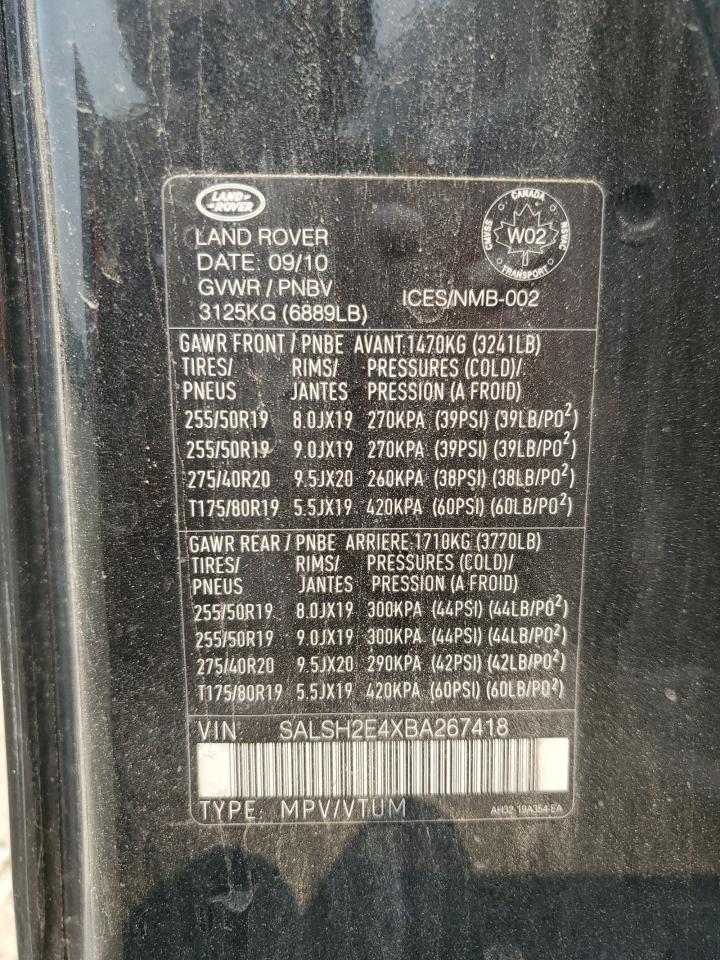 LAND ROVER
LAND ROVER
DATE: 09/10
GVWR / PNBV
3125KG (6889LB)
CANADA
CMVSS
NSVAC
W02
TRANSPORT
ICES/NMB-002
GAWR FRONT / PNBE AVANT.1470KG (3241LB)
TIRES/ RIMS/ PRESSURES (COLD)/
PNEUS JANTES PRESSION (A FROID)
255/50R19 8.0JX19 270KPA (39PSI) (39LB/PO²)
255/50R19 9.0JX19 270KPA (39PSI) (39LB/PO²)
275/40R20 9.5JX20 260KPA (38PSI) (38LB/PO²)
T175/80R19 5.5JX19 420KPA (60PSI) (60LB/PO²)
GAWR REAR / PNBE ARRIERE.1710KG (3770LB)
TIRES/ RIMS/ PRESSURES (COLD)/
PNEUS JANTES PRESSION (A FROID)
255/50R19 8.0JX19 300KPA (44PSI) (44LB/PO²)
255/50R19 9.0JX19 300KPA (44PSI) (44LB/PO²)
275/40R20 9.5JX20 290KPA (42PSI) (42LB/PO²)
T175/80R19 5.5JX19 420KPA (60PSI) (60LB/PO²)
VIN: SALSH2E4XBA267418
TYPE: MPV/VTUM
AH32-19A354-EA